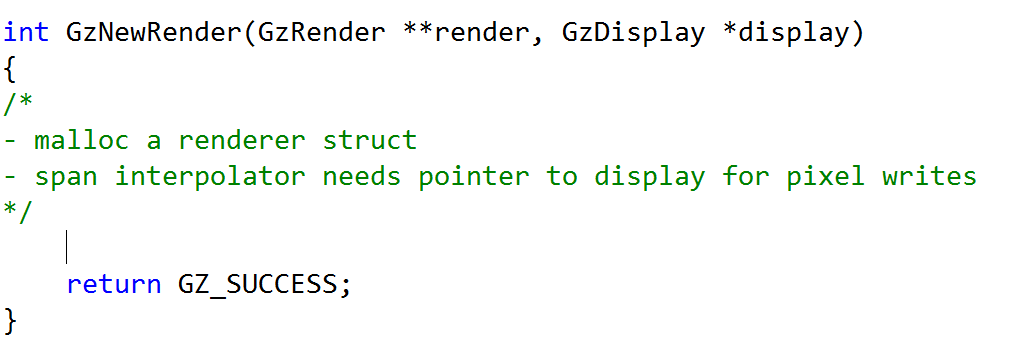 int GzNewRender(GzRender **render, GzDisplay *display)
{
/*
- malloc a renderer struct
- span interpolator needs pointer to display for pixel writes
*/
return GZ_SUCCESS;
}